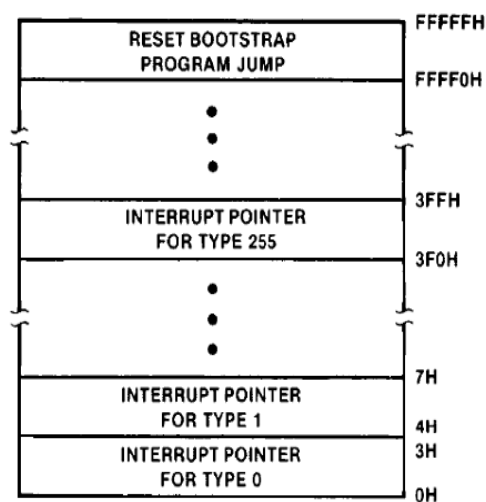 FFFFFH
RESET BOOTSTRAP
PROGRAM JUMP
FFFF0H
3FFH
INTERRUPT POINTER
FOR TYPE 255
3F0H
7H
INTERRUPT POINTER
FOR TYPE 1
4H
3H
INTERRUPT POINTER
FOR TYPE 0
0H